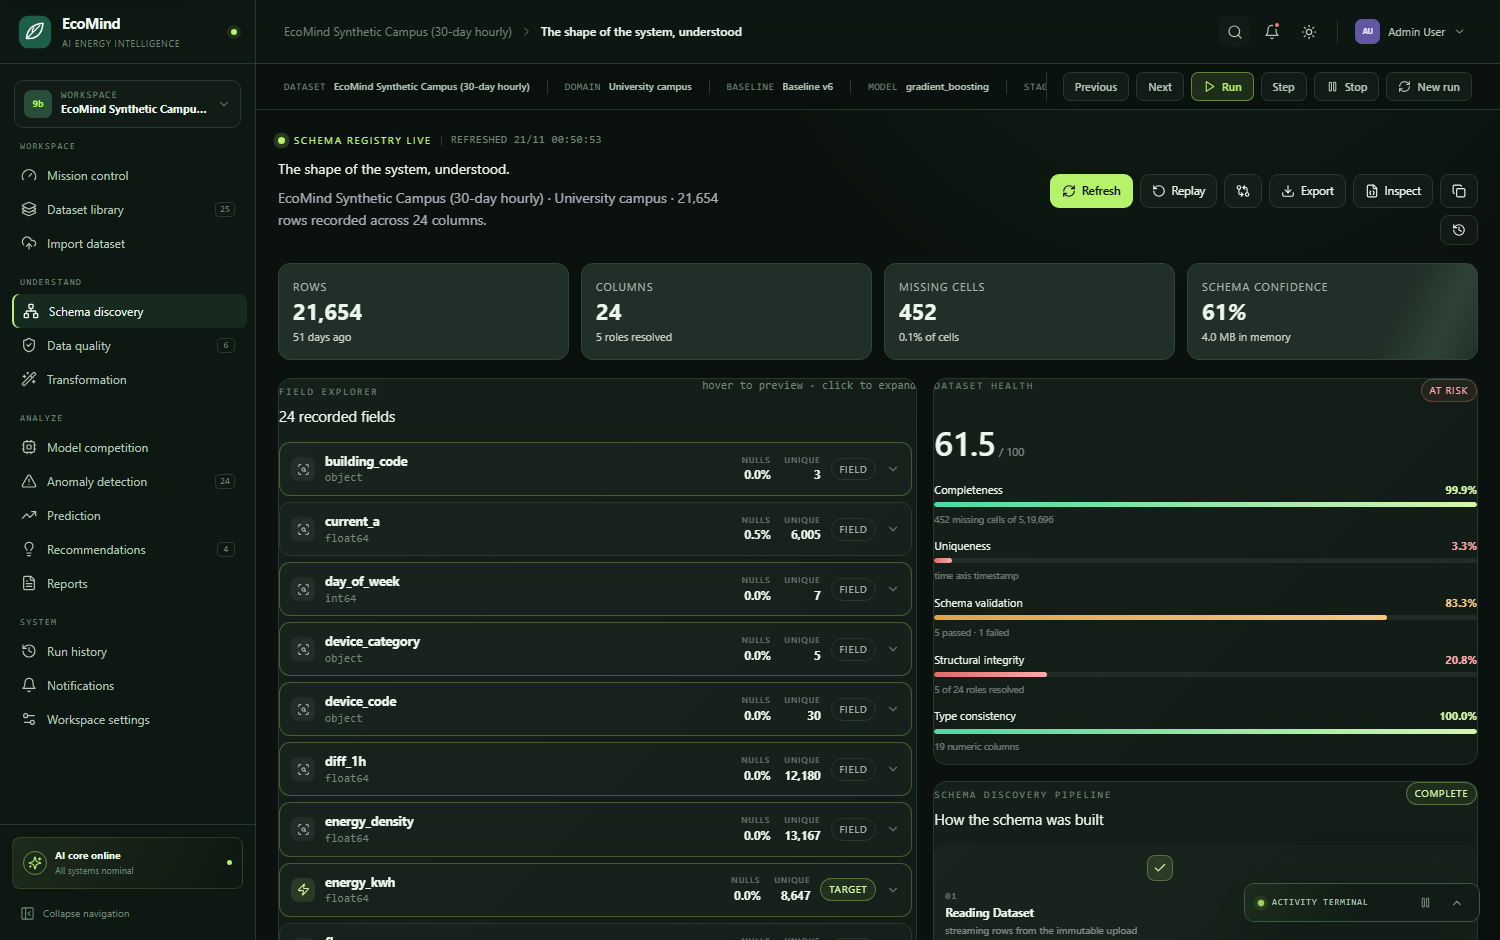 EcoMind
AI ENERGY INTELLIGENCE
EcoMind Synthetic Campus (30-day hourly) > The shape of the system, understood
AU Admin User
9b
WORKSPACE
EcoMind Synthetic Campu...
DATASET EcoMind Synthetic Campus (30-day hourly)
DOMAIN University campus
BASELINE Baseline v6
MODEL gradient_boosting
STAG
Previous
Next
Run
Step
Stop
New run
WORKSPACE
Mission control
Dataset library 25
Import dataset
UNDERSTAND
Schema discovery
Data quality 6
Transformation
ANALYZE
Model competition
Anomaly detection 24
Prediction
Recommendations 4
Reports
SYSTEM
Run history
Notifications
Workspace settings
AI core online
All systems nominal
Collapse navigation
SCHEMA REGISTRY LIVE
REFRESHED 21/11 00:50:53
The shape of the system, understood.
EcoMind Synthetic Campus (30-day hourly) · University campus · 21,654
rows recorded across 24 columns.
Refresh
Replay
Export
Inspect
ROWS
21,654
51 days ago
COLUMNS
24
5 roles resolved
MISSING CELLS
452
0.1% of cells
SCHEMA CONFIDENCE
61%
4.0 MB in memory
FIELD EXPLORER
hover to preview · click to expand
24 recorded fields
building_code
object
NULLS 0.0%
UNIQUE 3
FIELD
current_a
float64
NULLS 0.5%
UNIQUE 6,005
FIELD
day_of_week
int64
NULLS 0.0%
UNIQUE 7
FIELD
device_category
object
NULLS 0.0%
UNIQUE 5
FIELD
device_code
object
NULLS 0.0%
UNIQUE 30
FIELD
diff_1h
float64
NULLS 0.0%
UNIQUE 12,180
FIELD
energy_density
float64
NULLS 0.0%
UNIQUE 13,167
FIELD
energy_kwh
float64
NULLS 0.0%
UNIQUE 8,647
TARGET
DATASET HEALTH
AT RISK
61.5 / 100
Completeness 99.9%
452 missing cells of 5,19,696
Uniqueness 3.3%
time axis timestamp
Schema validation 83.3%
5 passed · 1 failed
Structural integrity 20.8%
5 of 24 roles resolved
Type consistency 100.0%
19 numeric columns
SCHEMA DISCOVERY PIPELINE
COMPLETE
How the schema was built
01
Reading Dataset
streaming rows from the immutable upload
ACTIVITY TERMINAL